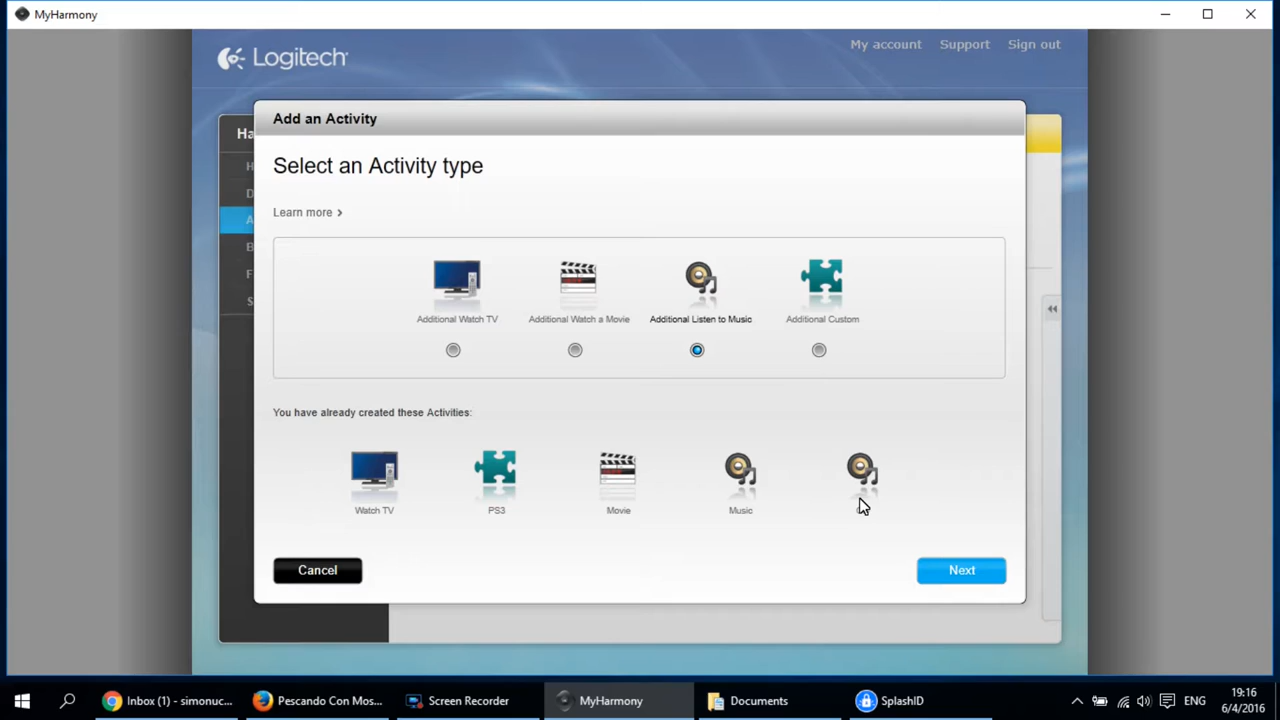 MyHarmony
Logitech
My account Support Sign out
Ha
Add an Activity
Select an Activity type
Learn more >
Additional Watch TV Additional Watch a Movie Additional Listen to Music Additional Custom
You have already created these Activities:
Watch TV PS3 Movie Music
Cancel Next
Inbox (1) - simonuc... Pescando Con Mos... Screen Recorder MyHarmony Documents SplashID ENG
19:16
6/4/2016